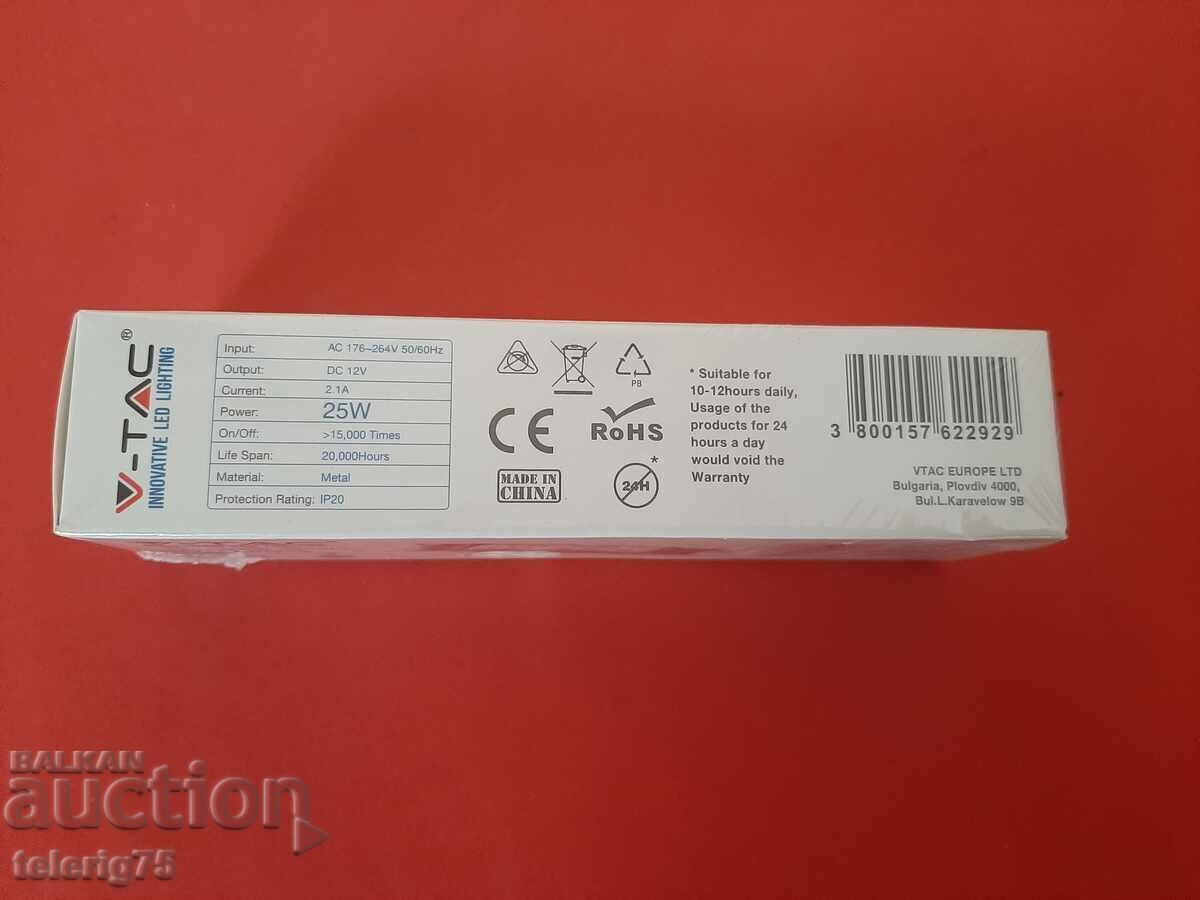 V-TAC®
INNOVATIVE LED LIGHTING
Input: AC 176~264V 50/60Hz
Output: DC 12V
Current: 2.1A
Power: 25W
On/Off: >15,000 Times
Life Span: 20,000Hours
Material: Metal
Protection Rating: IP20
PB
CE
RoHS
MADE IN
CHINA
24H
*
* Suitable for
10-12hours daily,
Usage of the
products for 24
hours a day
would void the
Warranty
3 800157 622929
VTAC EUROPE LTD
Bulgaria, Plovdiv 4000,
Bul.L.Karavelow 9B
BALKAN
auction
telerig75